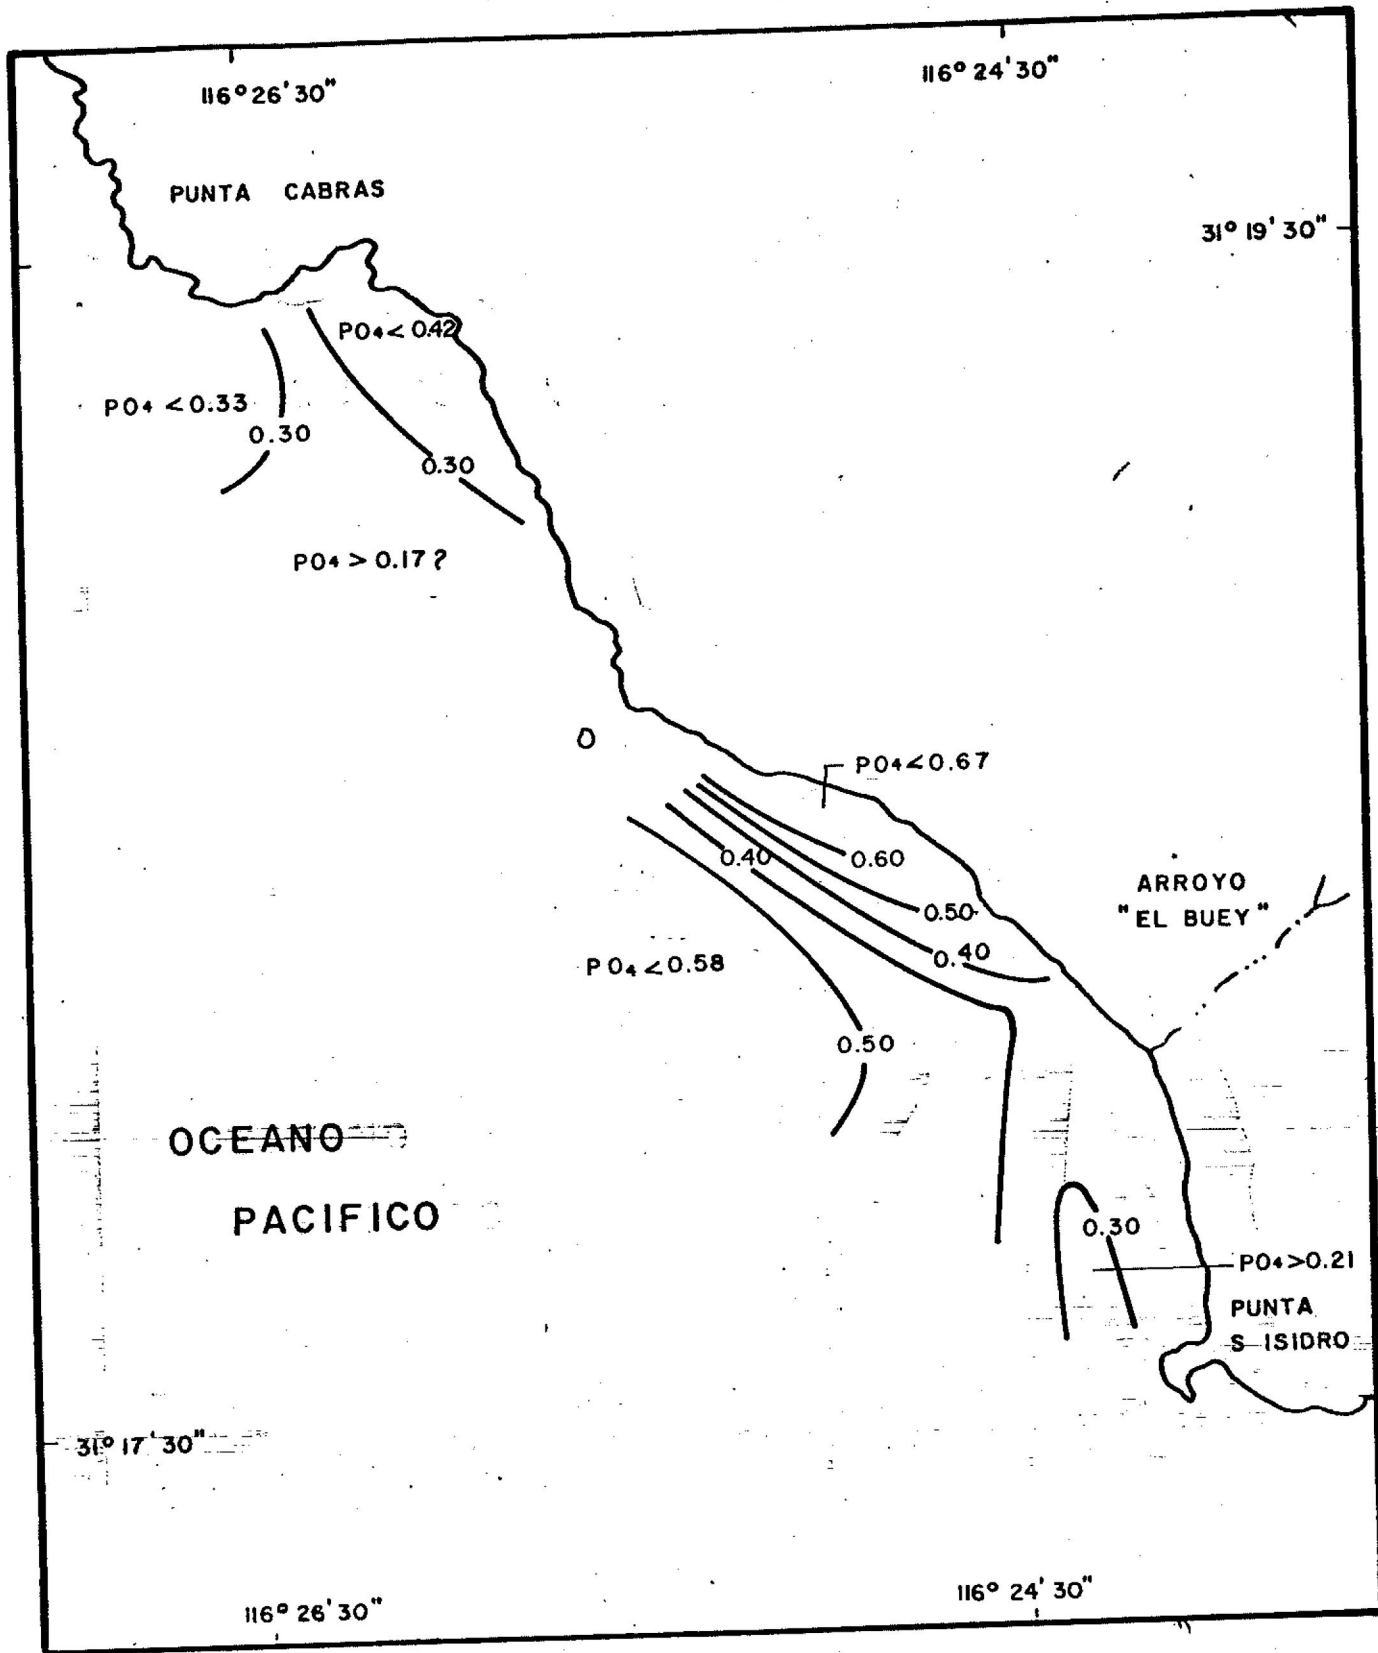 116° 26' 30"
116° 24' 30"
PUNTA CABRAS
31° 19' 30"
PO4 < 0.42
PO4 < 0.33
0.30
0.30
PO4 > 0.17 ?
PO4 < 0.67
0.40
0.60
ARROYO
"EL BUEY"
0.50
0.40
PO4 < 0.58
0.50
OCEANO
PACIFICO
0.30
PO4 > 0.21
PUNTA
S ISIDRO
31° 17' 30"
116° 24' 30"
116° 26' 30"